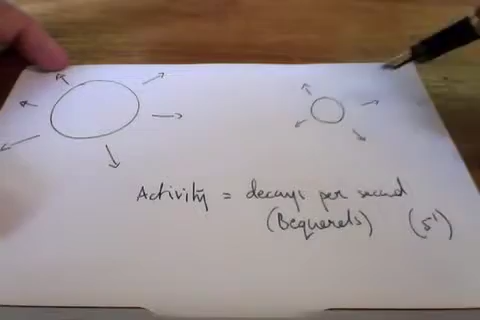 Activity = decays per second
(Bequerels) (s⁻¹)